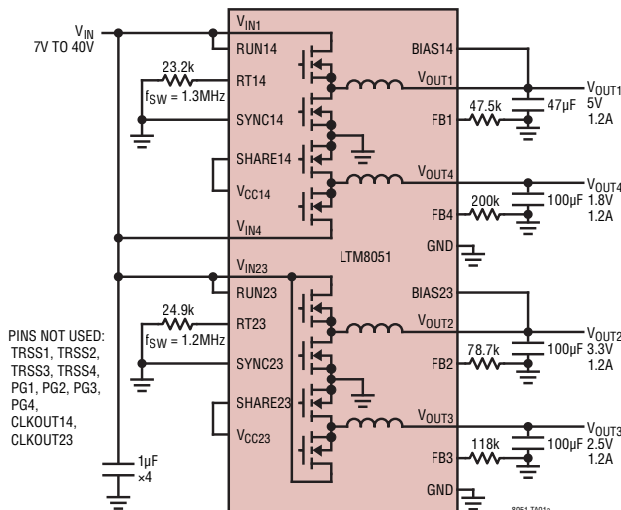 VIN
7V TO 40V
VIN1
RUN14
23.2k
RT14
fSW = 1.3MHz
SYNC14
SHARE14
VCC14
VIN4
VIN23
RUN23
24.9k
RT23
fSW = 1.2MHz
SYNC23
SHARE23
VCC23
PINS NOT USED:
TRSS1, TRSS2,
TRSS3, TRSS4,
PG1, PG2, PG3,
PG4,
CLKOUT14,
CLKOUT23
1µF
×4
LTM8051
BIAS14
VOUT1
FB1
47.5k
47µF
VOUT1
5V
1.2A
VOUT4
FB4
200k
100µF
VOUT4
1.8V
1.2A
GND
BIAS23
VOUT2
FB2
78.7k
100µF
VOUT2
3.3V
1.2A
VOUT3
FB3
118k
100µF
VOUT3
2.5V
1.2A
GND
8051 TA01a